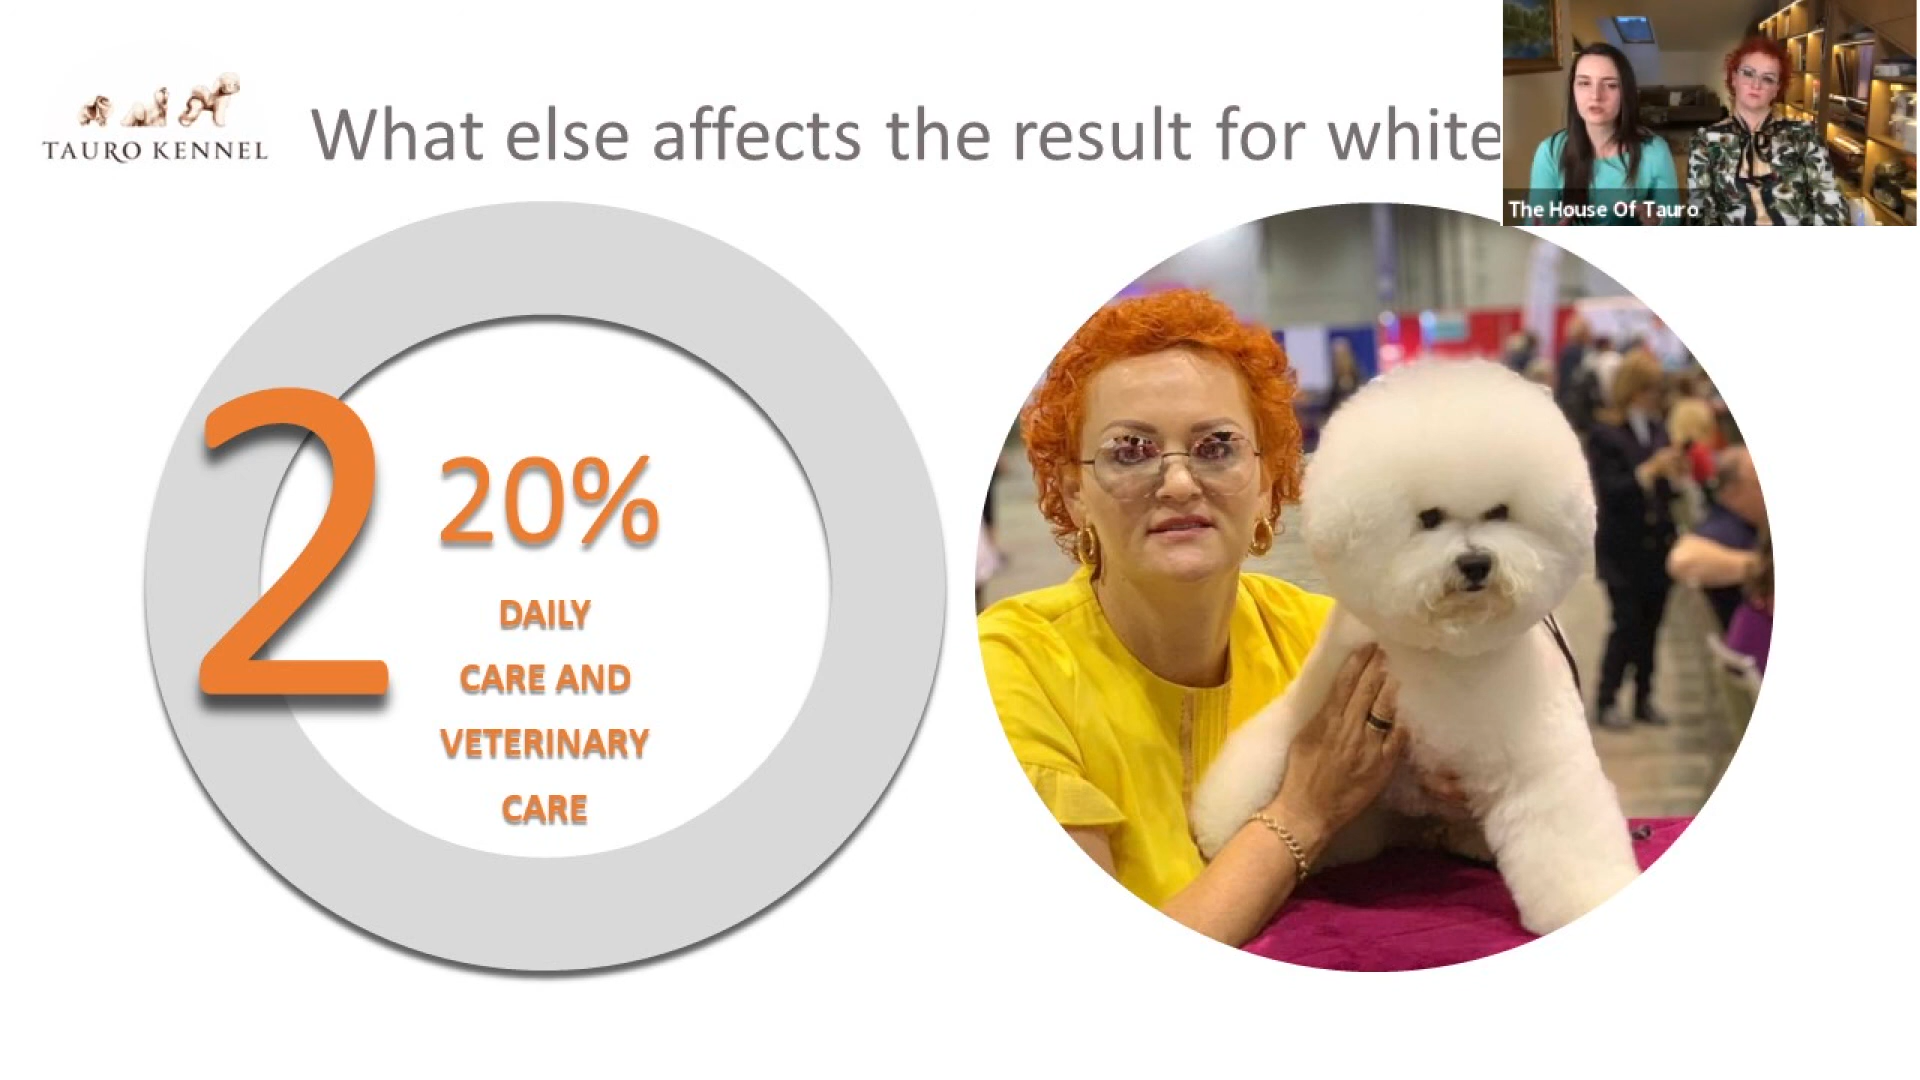 TAURO KENNEL
What else affects the result for white
The House Of Tauro
2
20%
DAILY
CARE AND
VETERINARY
CARE